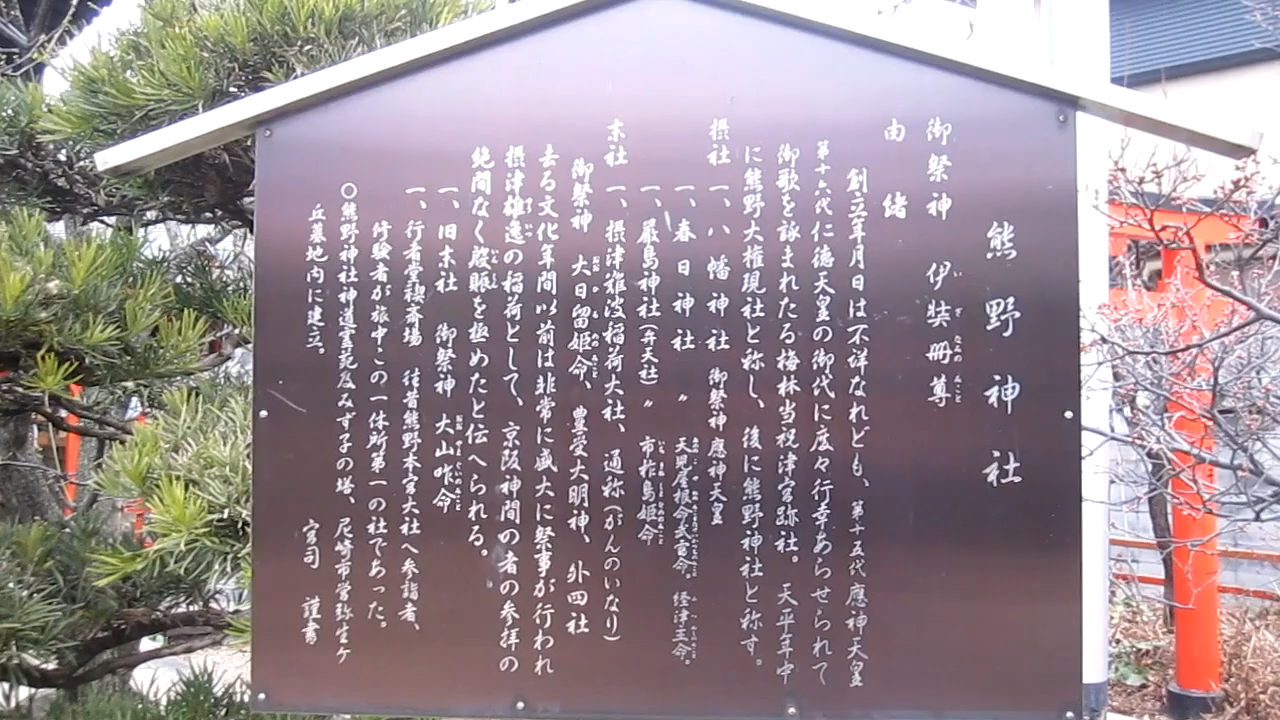 熊野神社
御祭神 伊弉冊尊
由緒
創立年月日は不詳なれども、第十五代應神天皇
第十六代仁徳天皇の御代に度々行幸あらせられて
御歌を詠まれたる梅林当祝津宮跡社。天平年中
に熊野大権現社と称し、後に熊野神社と称す。
摂社 一、八幡神社 御祭神 應神天皇
一、春日神社 〃 天児屋根命 武甕命。経津主命。
一、厳島神社(弁天社) 〃 市杵島姫命
末社 一、摂津難波稲荷大社、通称(がんのいなり)
御祭神 大日留姫命、豊受大明神、外四社
去る文化年間以前は非常に盛大に祭事が行われ
摂津雄逸の稲荷として、京阪神間の者の参拝の
絶間なく殷賑を極めたと伝へられる。
一、旧末社 御祭神 大山咋命
一、行者堂禊斎場 往昔熊野本宮大社へ参詣者、
修験者が旅中この一休所第一の社であった。
○熊野神社神道霊苑及みず子の塔、尼崎市営弥生ケ
丘墓地内に建立。
宮司 謹書